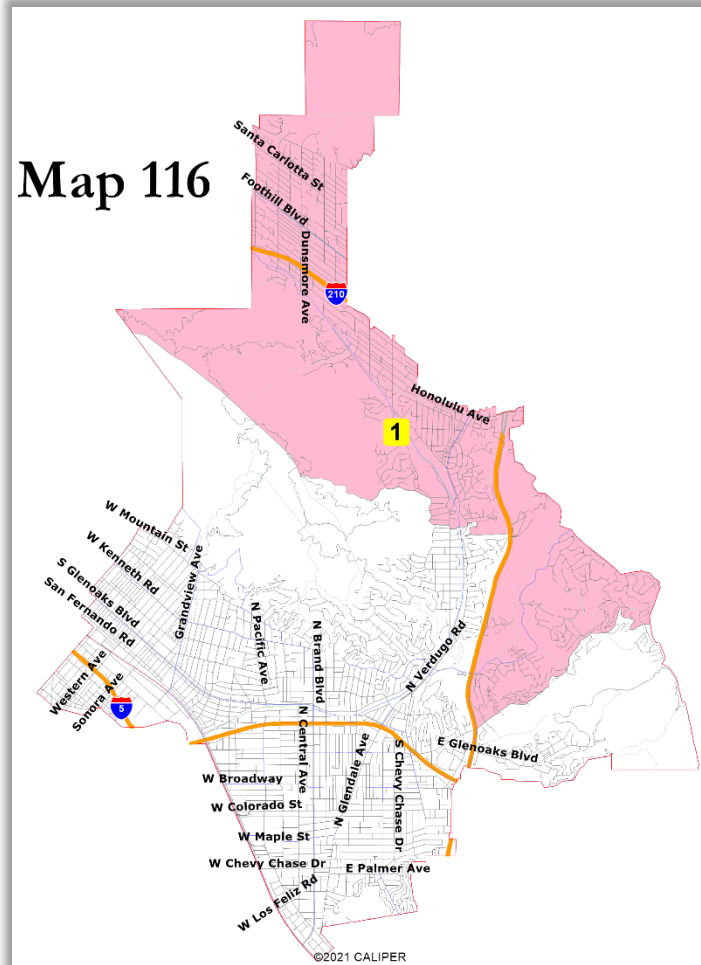 Map 116
Santa Carlotta St
Foothill Blvd
Dunsmore Ave
210
Honolulu Ave
1
W Mountain St
W Kenneth Rd
S Glenoaks Blvd
San Fernando Rd
Grandview Ave
N Pacific Ave
N Brand Blvd
N Verdugo Rd
Western Ave
Sonora Ave
5
N Central Ave
N Glendale Ave
S Chevy Chase Dr
E Glenoaks Blvd
W Broadway
W Colorado St
W Maple St
W Chevy Chase Dr
E Palmer Ave
W Los Feliz Rd
©2021 CALIPER